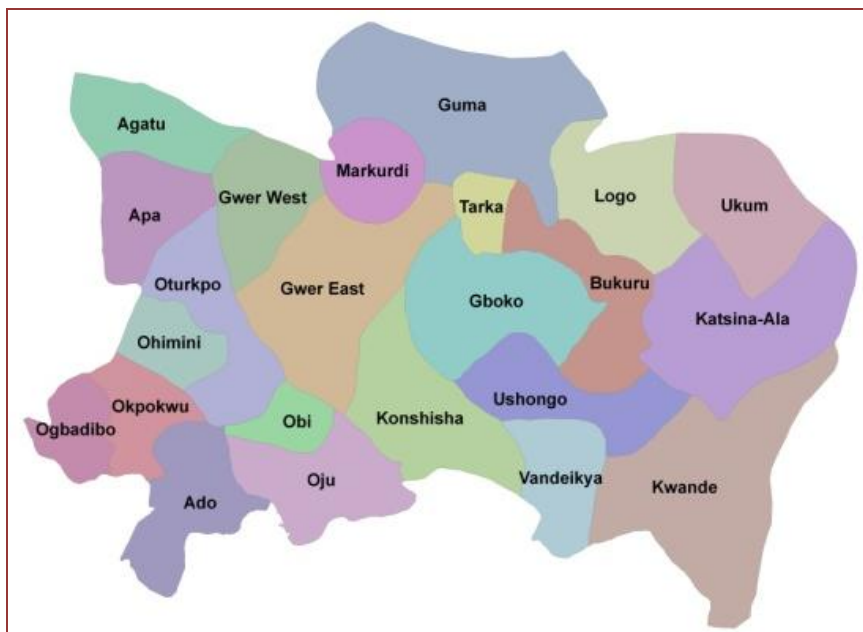 Guma
Agatu
Markurdi
Gwer West
Logo
Ukum
Tarka
Apa
Oturkpo
Gwer East
Bukuru
Gboko
Katsina-Ala
Ohimini
Ushongo
Okpokwu
Konshisha
Obi
Ogbadibo
Vandeikya
Oju
Kwande
Ado